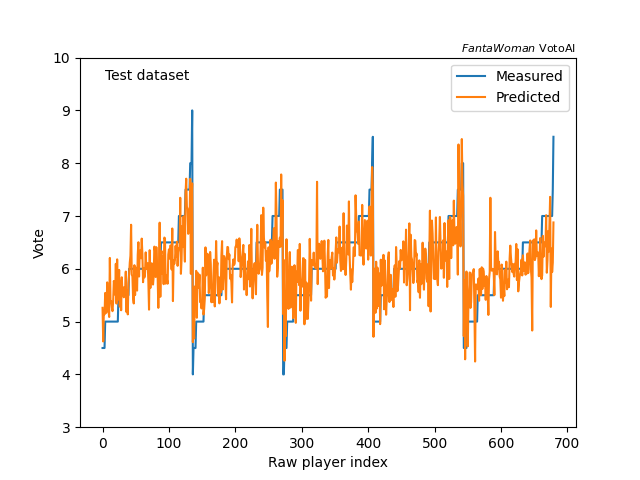 FantaWoman VotoAI
10
Test dataset
Measured
Predicted
9
8
7
6
5
4
3
Vote
0 100 200 300 400 500 600 700
Raw player index